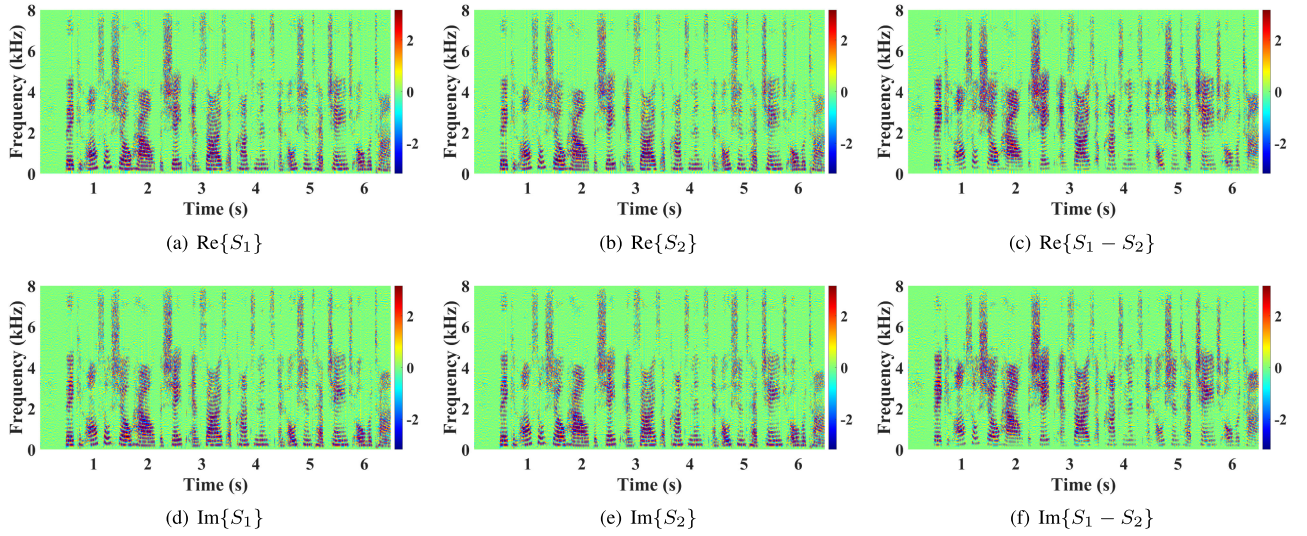 8
6
4
2
0
Frequency (kHz)
1 2 3 4 5 6
Time (s)
2
0
-2
(a) Re{S₁}
8
6
4
2
0
Frequency (kHz)
1 2 3 4 5 6
Time (s)
2
0
-2
(b) Re{S₂}
8
6
4
2
0
Frequency (kHz)
1 2 3 4 5 6
Time (s)
2
0
-2
(c) Re{S₁ − S₂}
8
6
4
2
0
Frequency (kHz)
1 2 3 4 5 6
Time (s)
2
0
-2
(d) Im{S₁}
8
6
4
2
0
Frequency (kHz)
1 2 3 4 5 6
Time (s)
2
0
-2
(e) Im{S₂}
8
6
4
2
0
Frequency (kHz)
1 2 3 4 5 6
Time (s)
2
0
-2
(f) Im{S₁ − S₂}